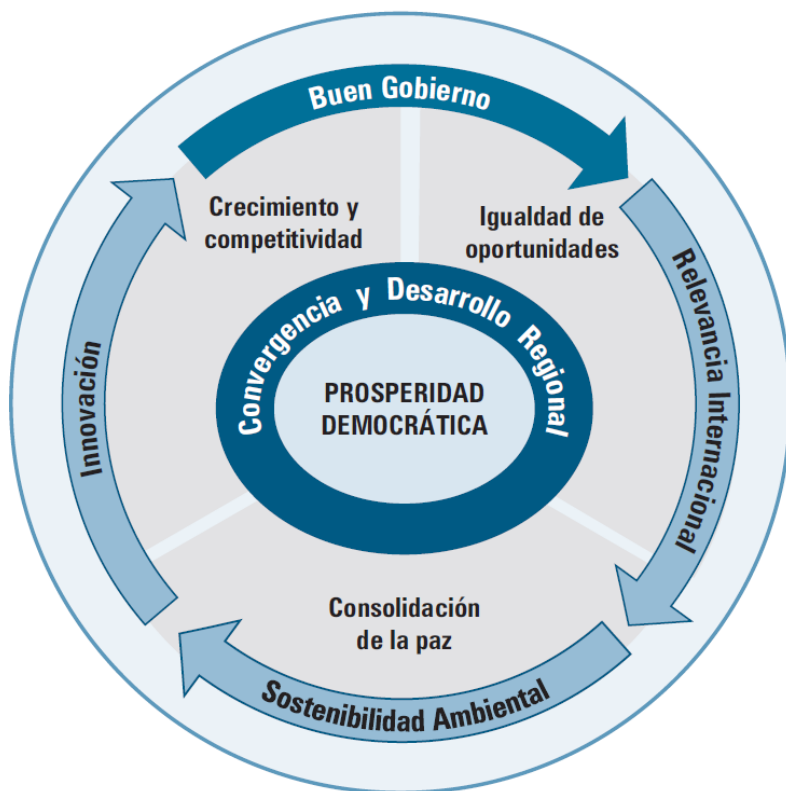 Buen Gobierno
Crecimiento y
competitividad
Igualdad de
oportunidades
Convergencia y Desarrollo Regional
PROSPERIDAD
DEMOCRÁTICA
Innovación
Relevancia Internacional
Consolidación
de la paz
Sostenibilidad Ambiental